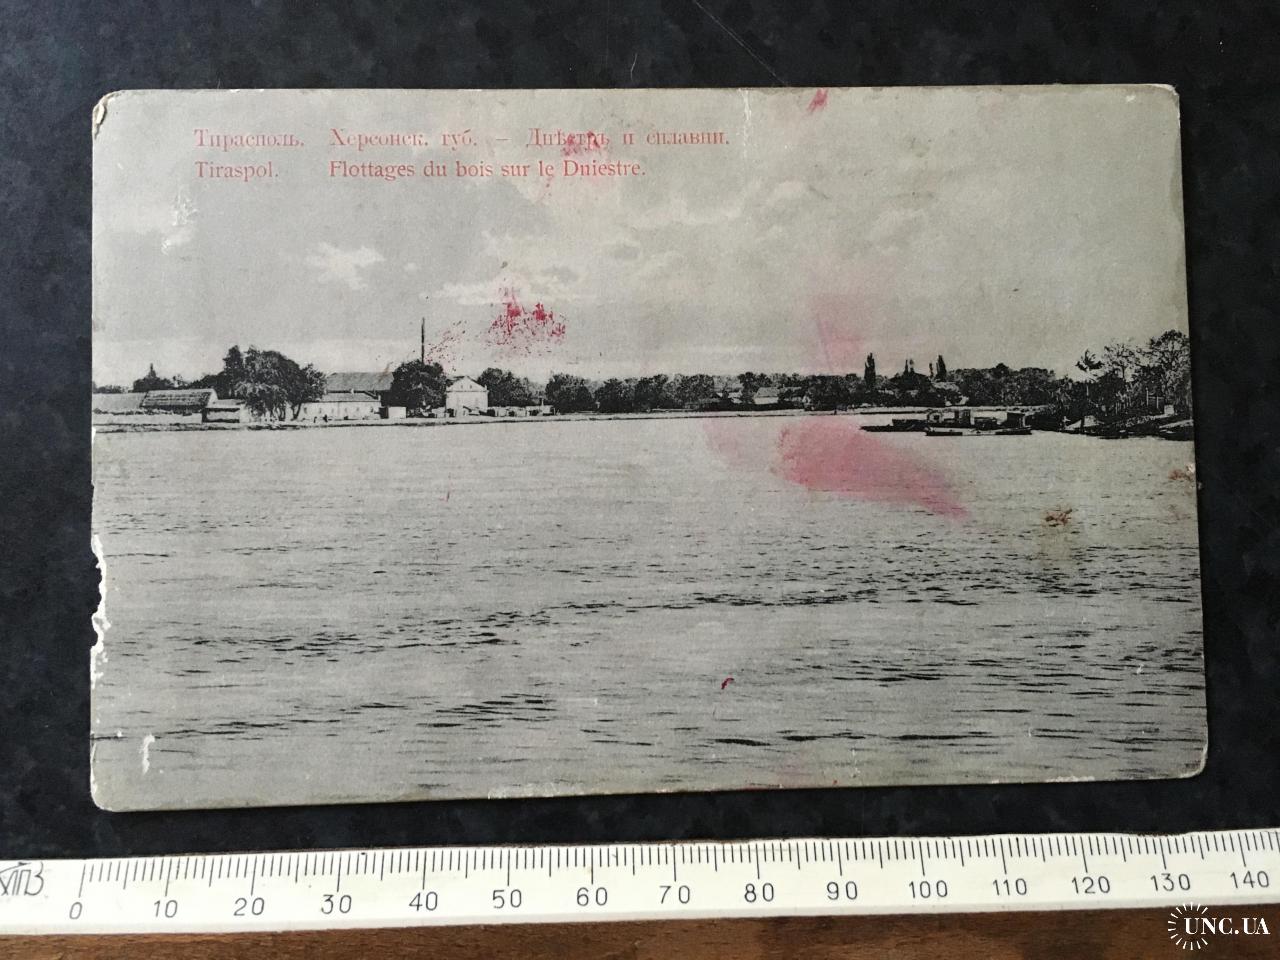 Тирасполь. Херсонск. губ. — Днѣстръ и сплавни.
Tiraspol. Flottages du bois sur le Dniestre.
0 10 20 30 40 50 60 70 80 90 100 110 120 130 140
UNC.UA